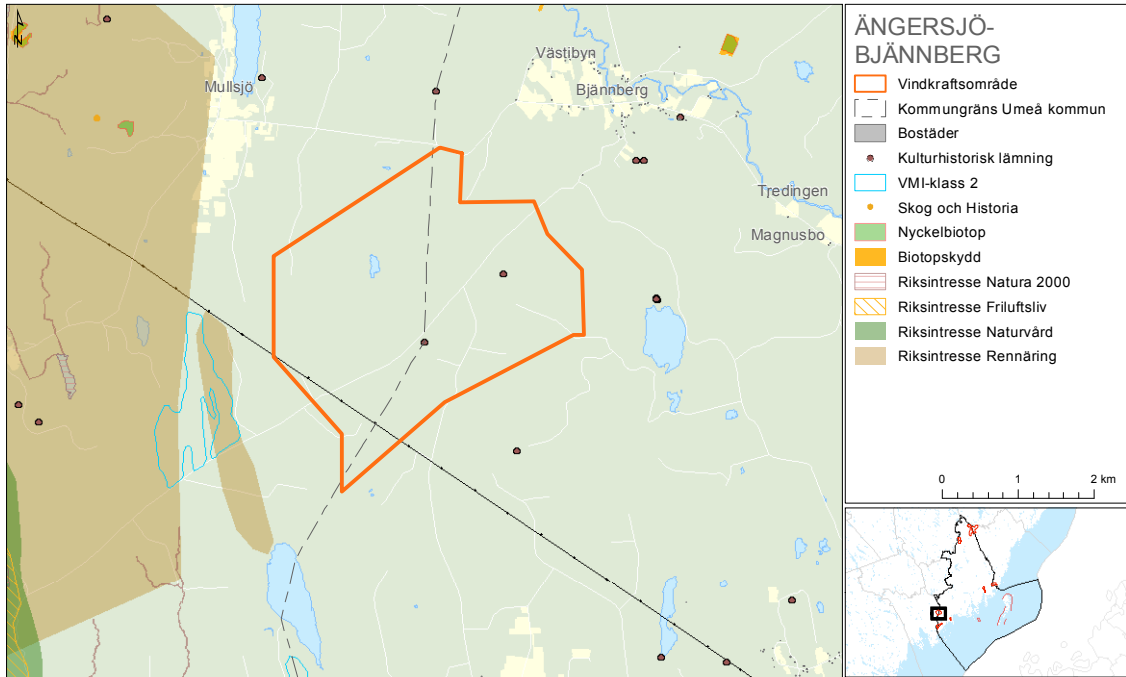 N
Västibyn
Mullsjö
Bjännberg
Tredingen
Magnusbo
ÄNGERSJÖ-
BJÄNNBERG
Vindkraftsområde
Kommungräns Umeå kommun
Bostäder
Kulturhistorisk lämning
VMI-klass 2
Skog och Historia
Nyckelbiotop
Biotopskydd
Riksintresse Natura 2000
Riksintresse Friluftsliv
Riksintresse Naturvård
Riksintresse Rennäring
0 1 2 km